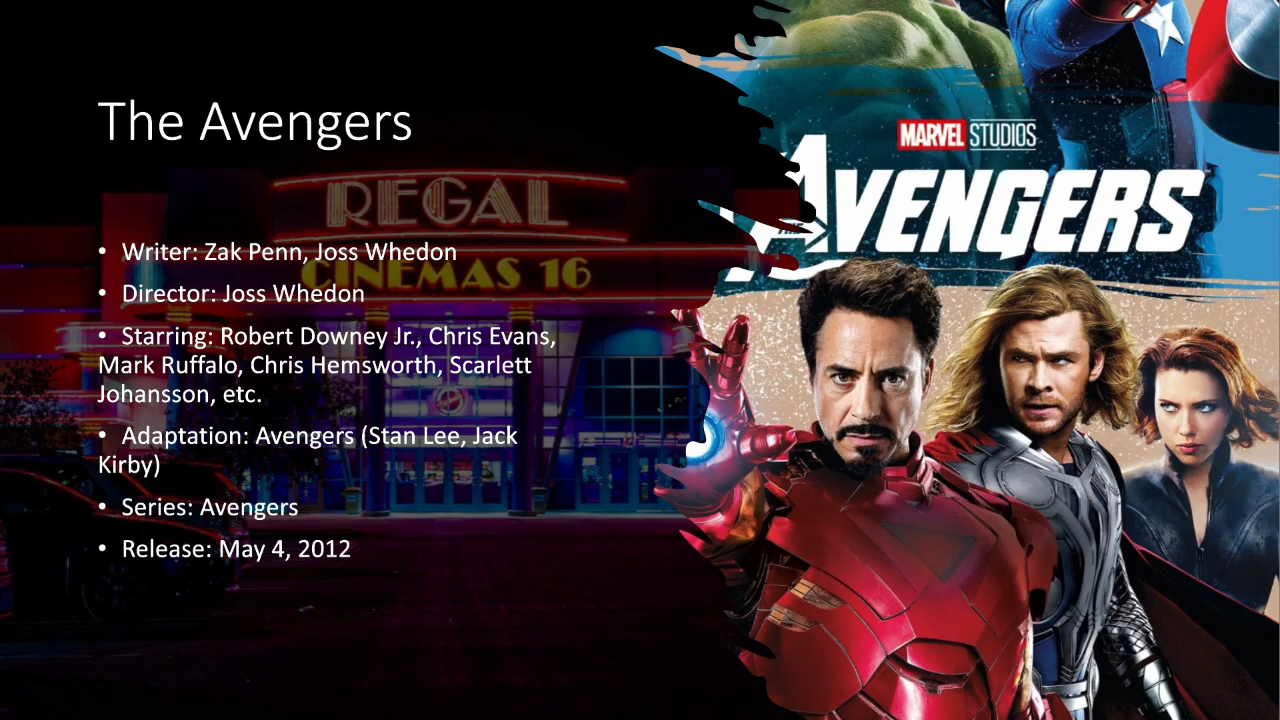 The Avengers
REGAL
CINEMAS 16
• Writer: Zak Penn, Joss Whedon
• Director: Joss Whedon
• Starring: Robert Downey Jr., Chris Evans,
Mark Ruffalo, Chris Hemsworth, Scarlett
Johansson, etc.
• Adaptation: Avengers (Stan Lee, Jack
Kirby)
• Series: Avengers
• Release: May 4, 2012
MARVEL STUDIOS
AVENGERS